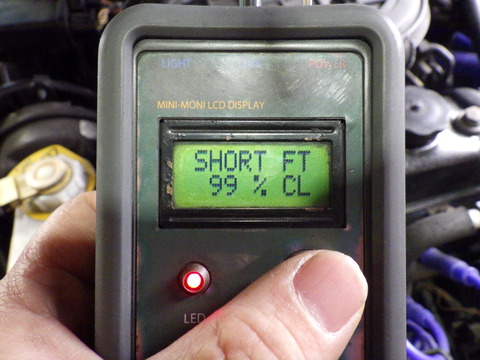 LIGHT
POWER
MINI-MONI LCD DISPLAY
SHORT FT
99 % CL
LED